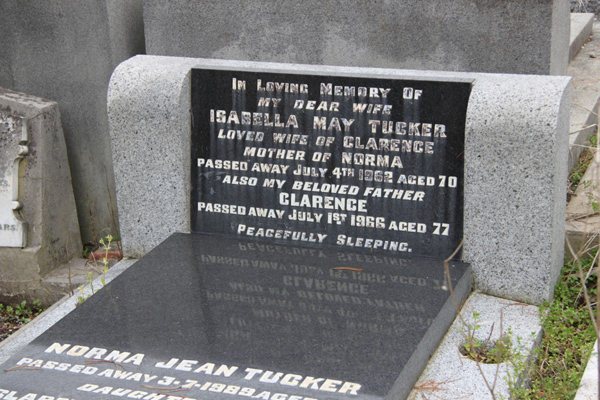 In Loving Memory Of
My Dear Wife
ISABELLA MAY TUCKER
Loved Wife Of Clarence
Mother Of Norma
Passed Away July 4th 1962 Aged 70
Also My Beloved Father
CLARENCE
Passed Away July 1st 1966 Aged 77
Peacefully Sleeping.
NORMA JEAN TUCKER
Passed Away 3-7-1989 Aged
Daughter